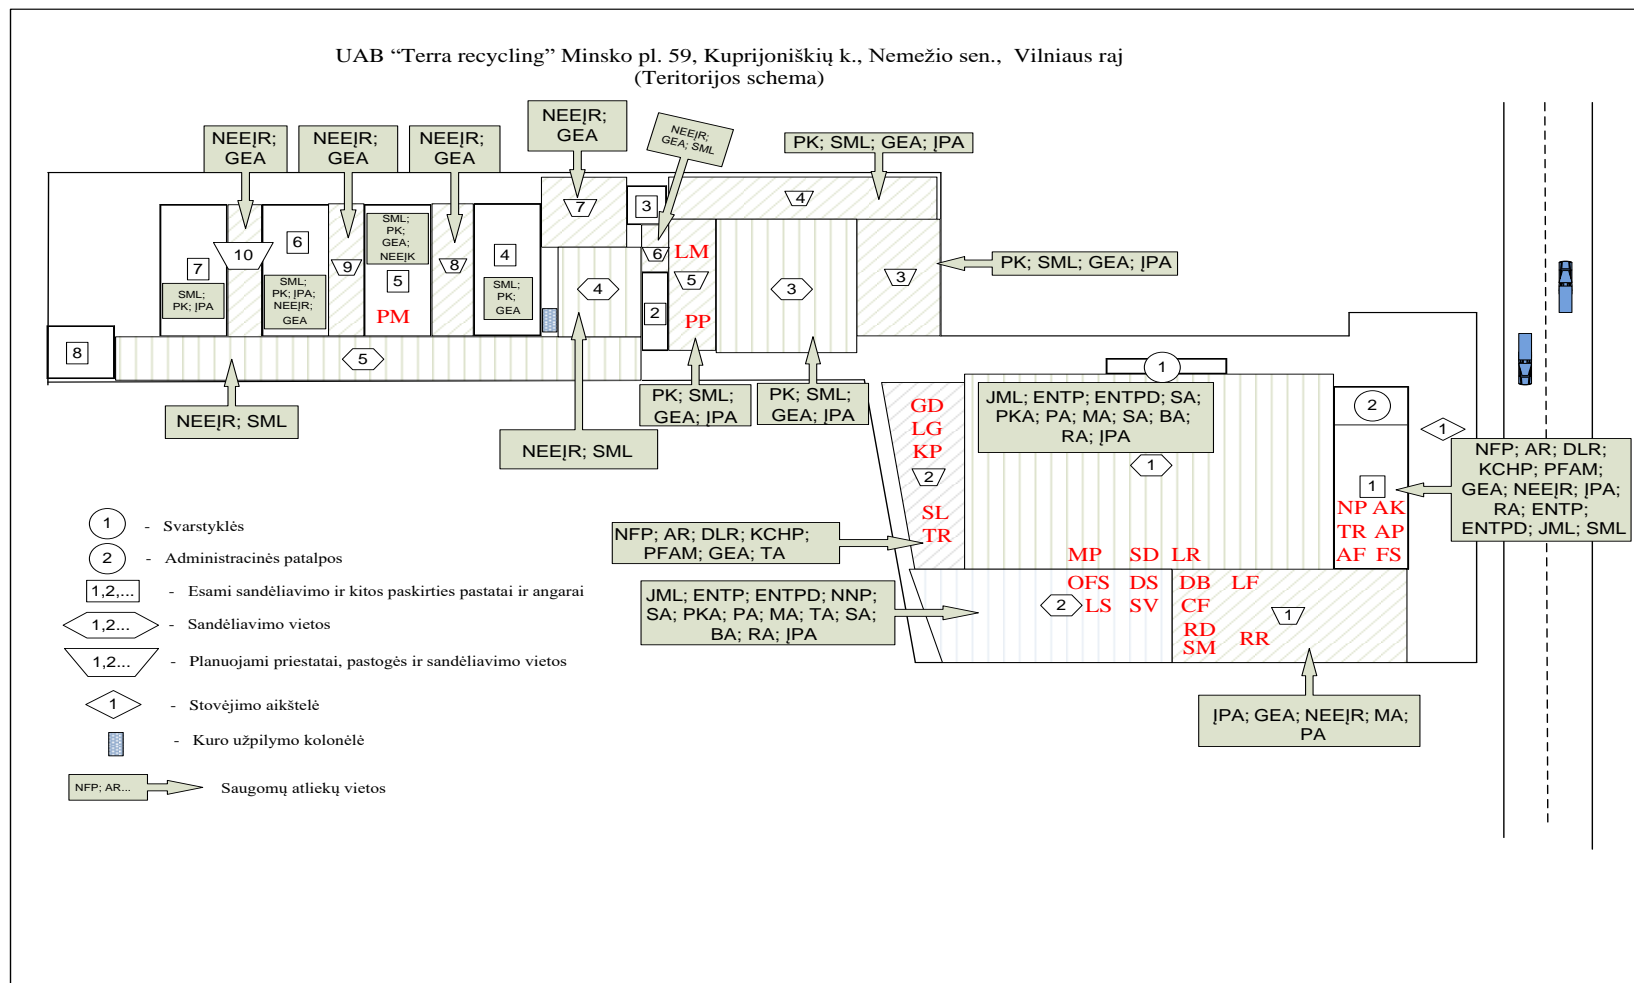 UAB “Terra recycling” Minsko pl. 59, Kuprijoniškių k., Nemežio sen., Vilniaus raj
(Teritorijos schema)
NEEĮR;
GEA
NEEĮR;
GEA
NEEĮR;
GEA
NEEĮR;
GEA
NEEĮR;
GEA; SML
PK; SML; GEA; ĮPA
7
3
4
10
6
SML;
PK; ĮPA;
NEEĮR;
GEA
9
SML;
PK;
GEA;
NEEĮK
5
PM
8
4
SML;
PK;
GEA
7
SML;
PK; ĮPA
6
LM
5
PP
2
4
3
3
PK; SML; GEA; ĮPA
8
5
NEEĮR; SML
NEEĮR; SML
PK; SML;
GEA; ĮPA
PK; SML;
GEA; ĮPA
1
JML; ENTP; ENTPD; SA;
PKA; PA; MA; SA; BA;
RA; ĮPA
1
GD
LG
KP
2
SL
TR
2
1
1
NP AK
TR AP
AF FS
NFP; AR; DLR;
KCHP; PFAM;
GEA; NEEĮR; ĮPA;
RA; ENTP;
ENTPD; JML; SML
NFP; AR; DLR; KCHP;
PFAM; GEA; TA
MP SD LR
OFS DS DB LF
2 LS SV CF
RD
SM RR
1
JML; ENTP; ENTPD; NNP;
SA; PKA; PA; MA; TA; SA;
BA; RA; ĮPA
ĮPA; GEA; NEEĮR; MA;
PA
1 - Svarstyklės
2 - Administracinės patalpos
1,2,... - Esami sandėliavimo ir kitos paskirties pastatai ir angarai
1,2... - Sandėliavimo vietos
1,2... - Planuojami priestatai, pastogės ir sandėliavimo vietos
1 - Stovėjimo aikštelė
- Kuro užpilymo kolonėlė
NFP; AR... Saugomų atliekų vietos